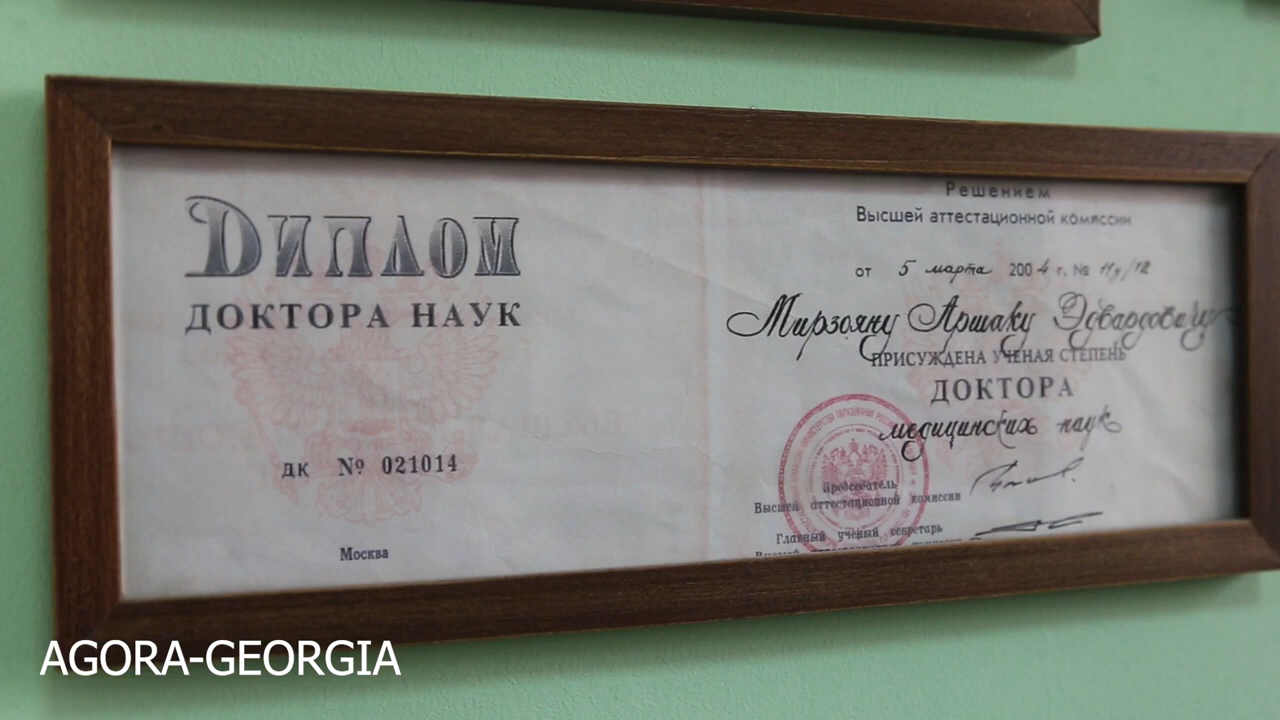 ДИПЛОМ
ДОКТОРА НАУК
ДК № 021014
Москва
Решением
Высшей аттестационной комиссии
от 5 марта 2004 г. №
Мирзояну Аршаку Эдвардовичу
ПРИСУЖДЕНА УЧЕНАЯ СТЕПЕНЬ
ДОКТОРА
медицинских наук
Председатель
Высшей аттестационной комиссии
Главный ученый секретарь
AGORA-GEORGIA